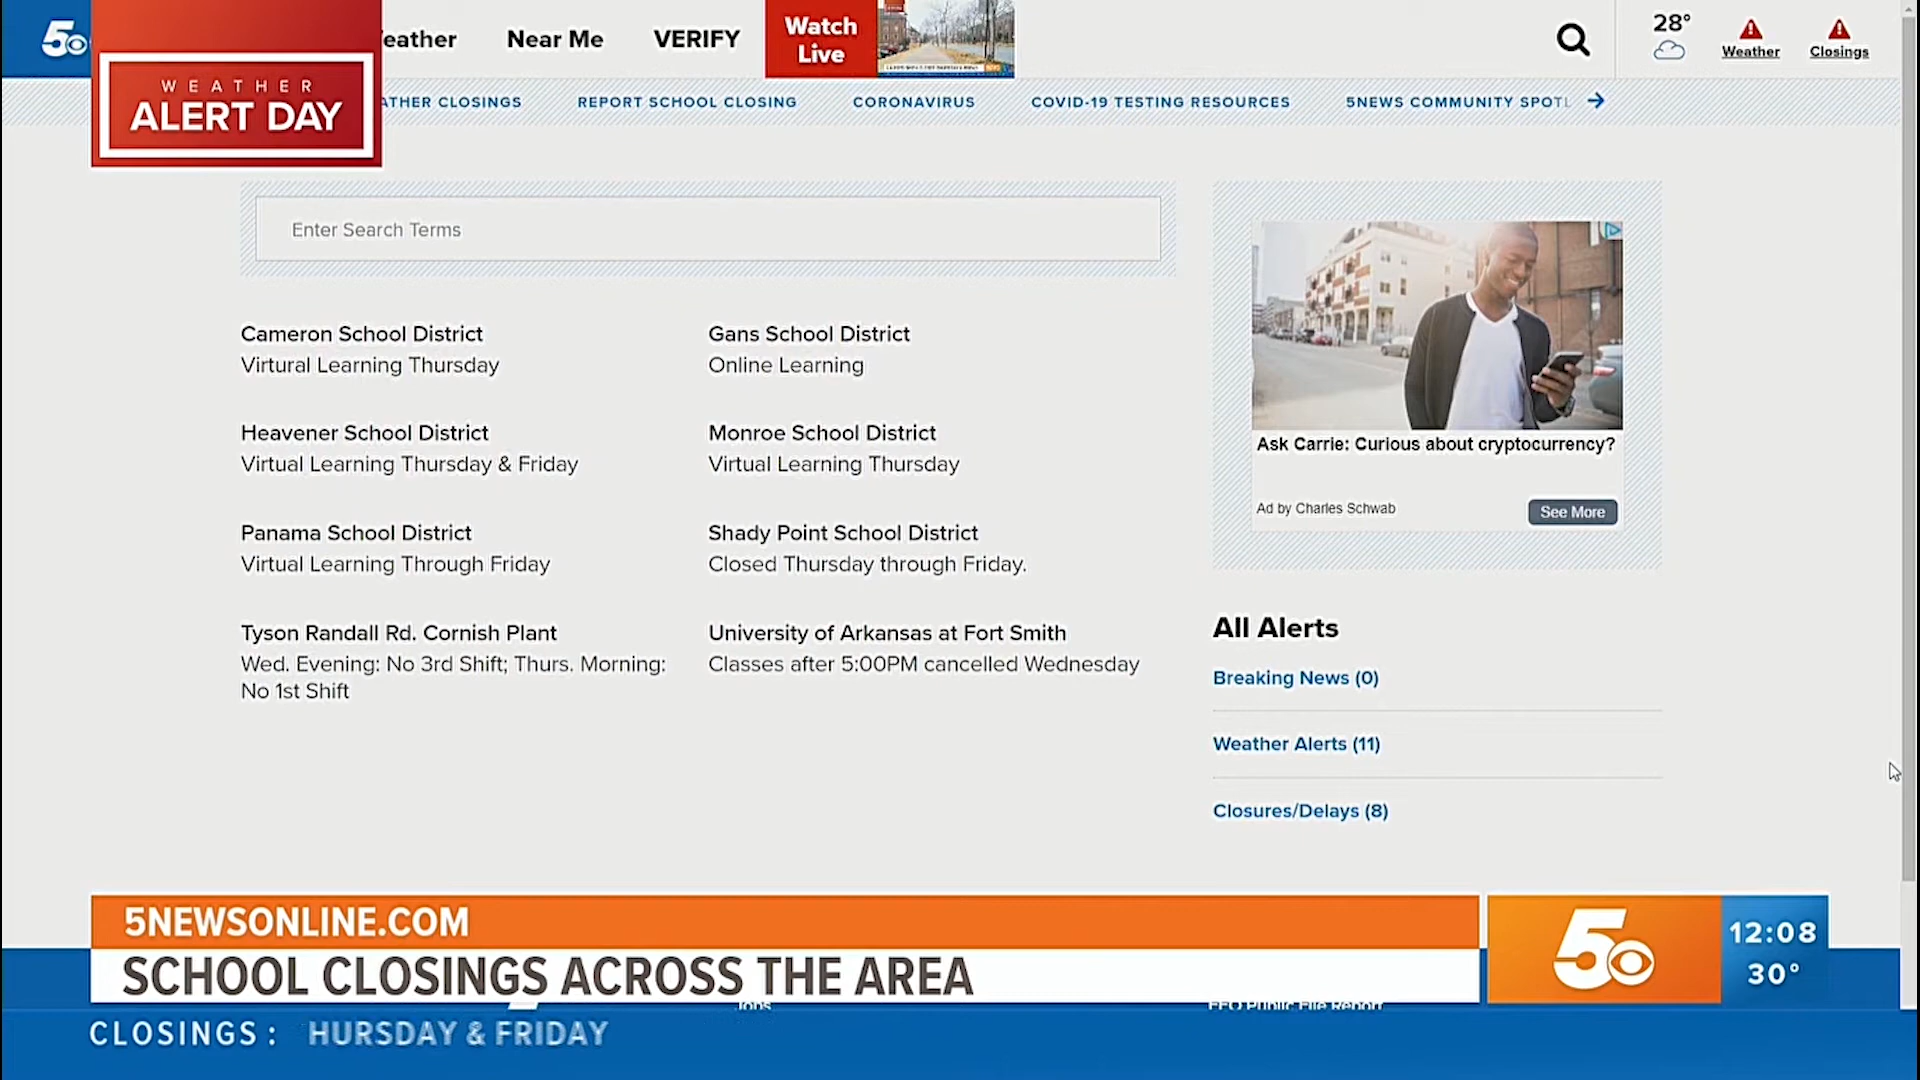 5
WEATHER
ALERT DAY
eather
Near Me
VERIFY
Watch
Live
28°
Weather
Closings
ATHER CLOSINGS
REPORT SCHOOL CLOSING
CORONAVIRUS
COVID-19 TESTING RESOURCES
5NEWS COMMUNITY SPOTL
Enter Search Terms
Cameron School District
Virtural Learning Thursday
Gans School District
Online Learning
Heavener School District
Virtual Learning Thursday & Friday
Monroe School District
Virtual Learning Thursday
Panama School District
Virtual Learning Through Friday
Shady Point School District
Closed Thursday through Friday.
Tyson Randall Rd. Cornish Plant
Wed. Evening: No 3rd Shift; Thurs. Morning:
No 1st Shift
University of Arkansas at Fort Smith
Classes after 5:00PM cancelled Wednesday
Ask Carrie: Curious about cryptocurrency?
Ad by Charles Schwab
See More
All Alerts
Breaking News (0)
Weather Alerts (11)
Closures/Delays (8)
5NEWSONLINE.COM
SCHOOL CLOSINGS ACROSS THE AREA
5
12:08
30°
Jobs
CLOSINGS: HURSDAY & FRIDAY